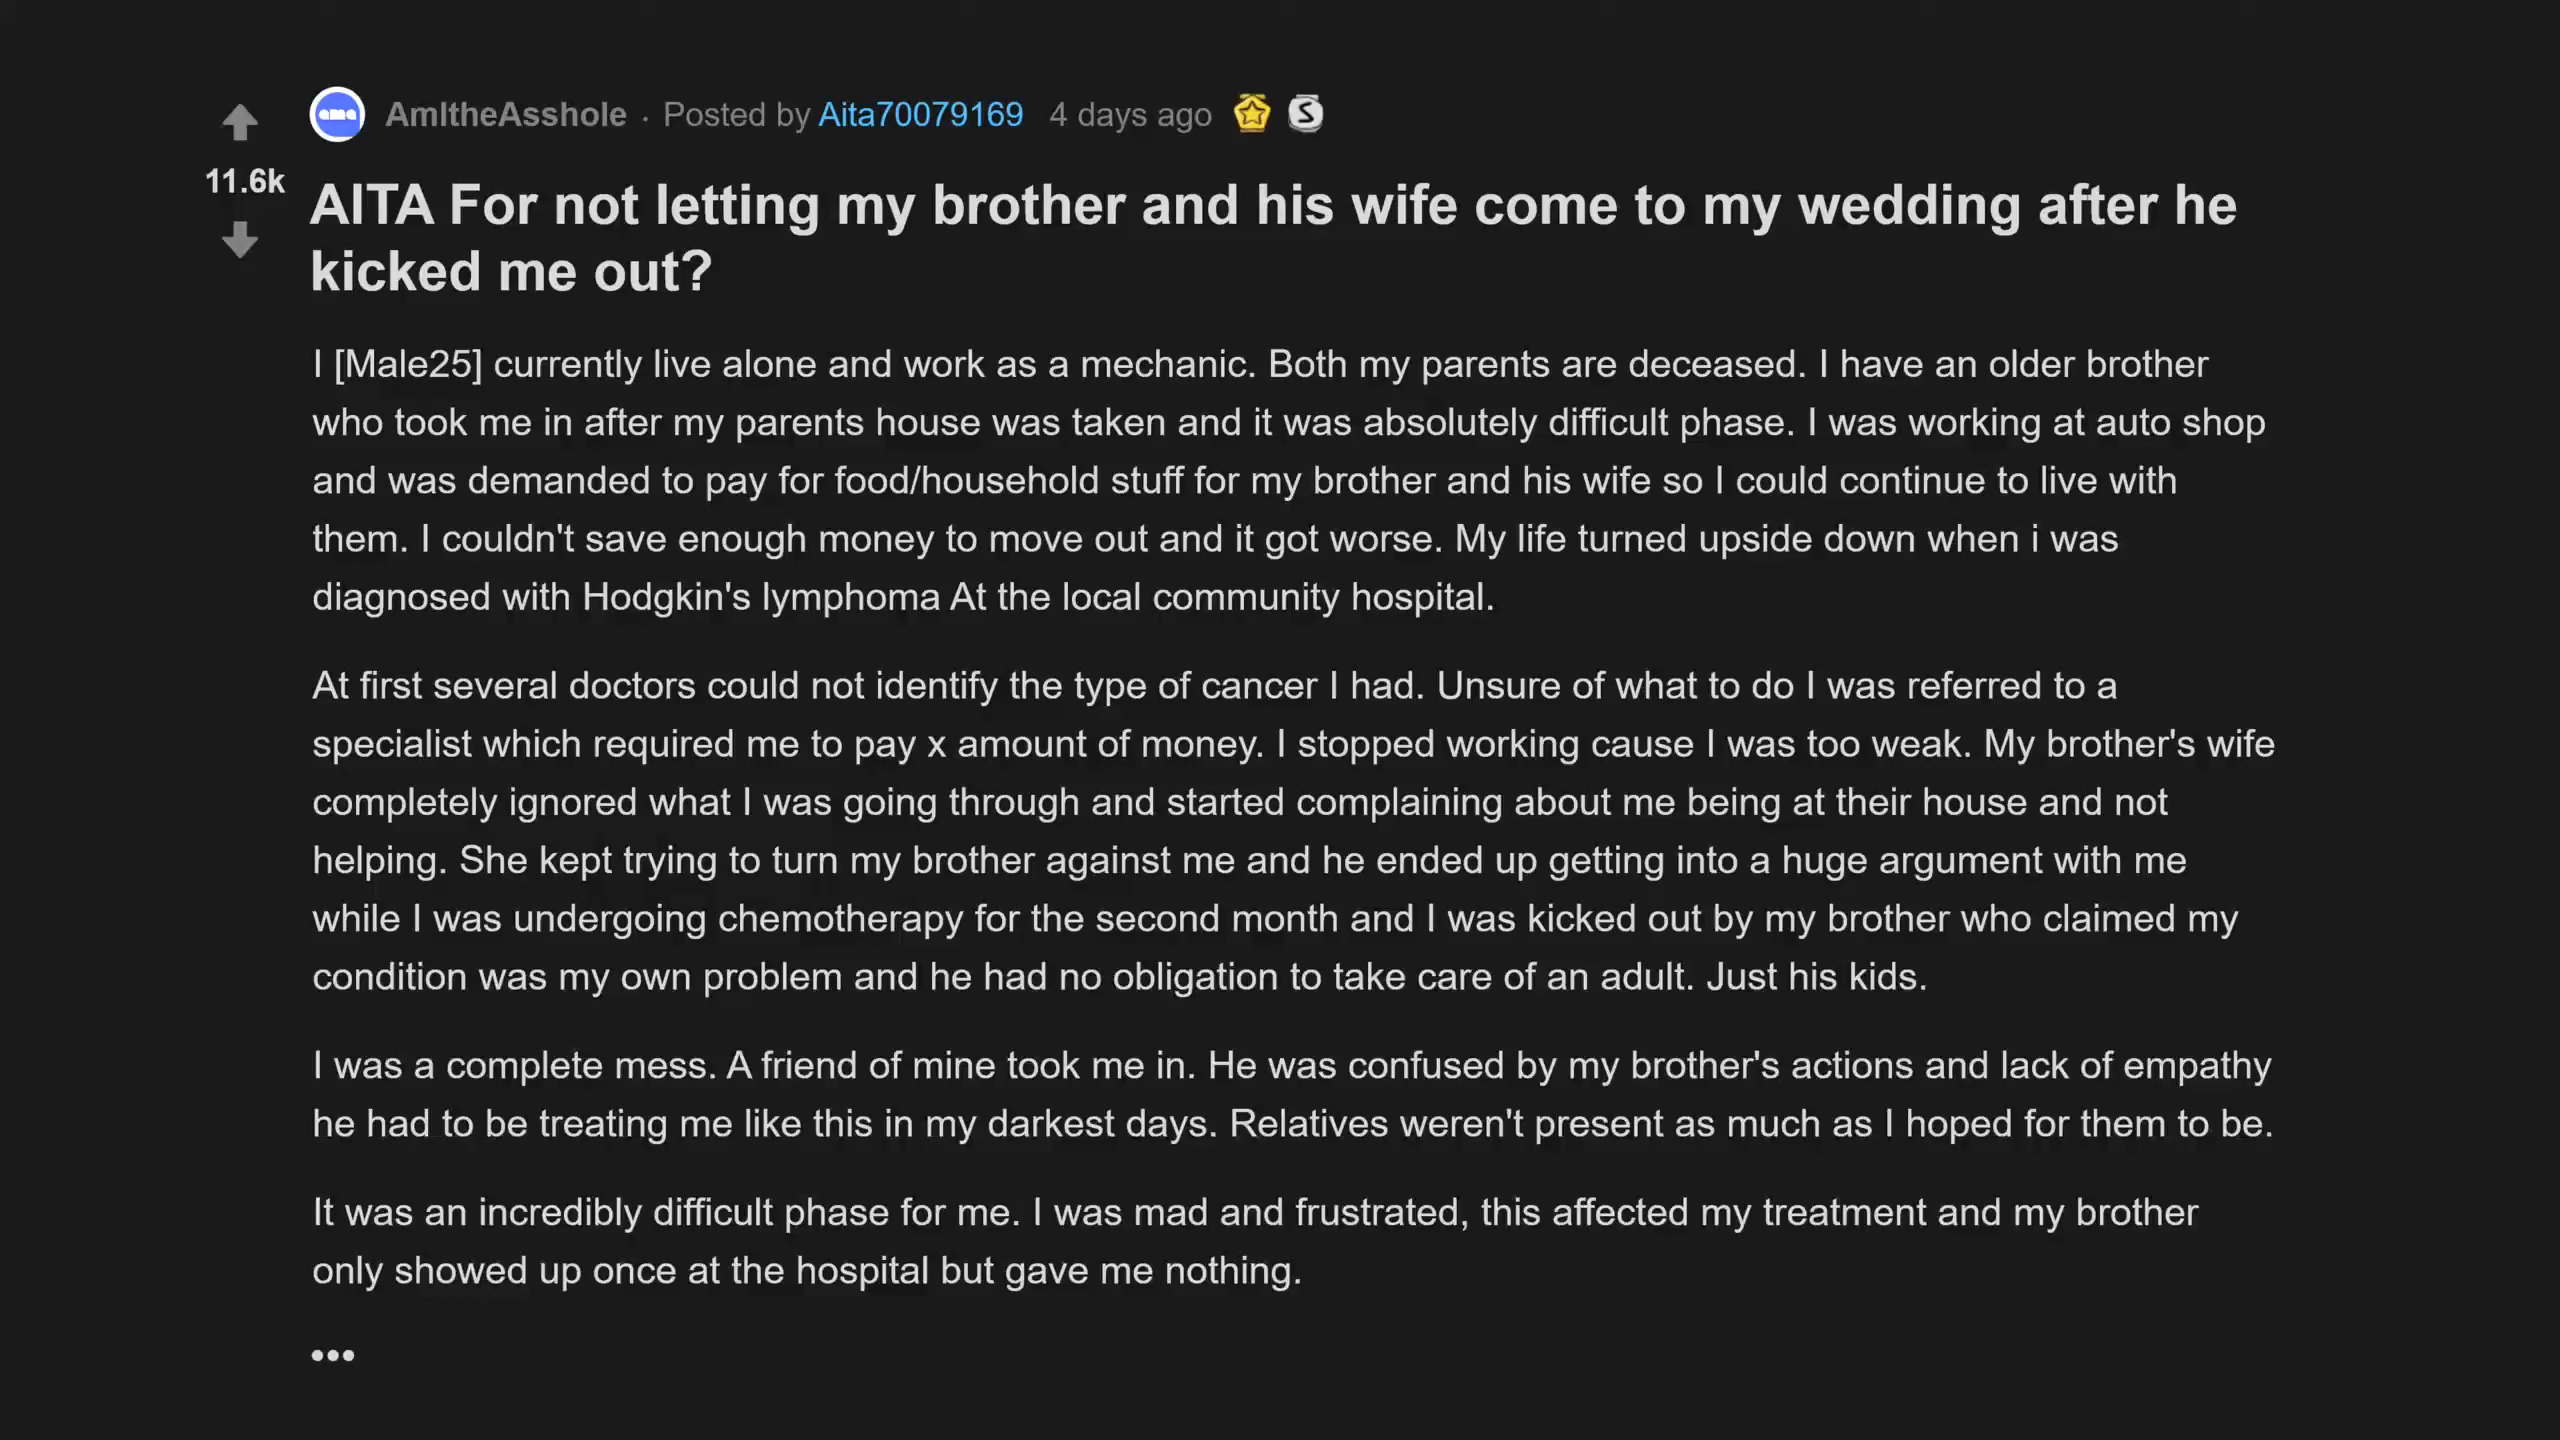 AmItheAsshole · Posted by Aita70079169 4 days ago
11.6k
AITA For not letting my brother and his wife come to my wedding after he
kicked me out?
I [Male25] currently live alone and work as a mechanic. Both my parents are deceased. I have an older brother
who took me in after my parents house was taken and it was absolutely difficult phase. I was working at auto shop
and was demanded to pay for food/household stuff for my brother and his wife so I could continue to live with
them. I couldn't save enough money to move out and it got worse. My life turned upside down when i was
diagnosed with Hodgkin's lymphoma At the local community hospital.
At first several doctors could not identify the type of cancer I had. Unsure of what to do I was referred to a
specialist which required me to pay x amount of money. I stopped working cause I was too weak. My brother's wife
completely ignored what I was going through and started complaining about me being at their house and not
helping. She kept trying to turn my brother against me and he ended up getting into a huge argument with me
while I was undergoing chemotherapy for the second month and I was kicked out by my brother who claimed my
condition was my own problem and he had no obligation to take care of an adult. Just his kids.
I was a complete mess. A friend of mine took me in. He was confused by my brother's actions and lack of empathy
he had to be treating me like this in my darkest days. Relatives weren't present as much as I hoped for them to be.
It was an incredibly difficult phase for me. I was mad and frustrated, this affected my treatment and my brother
only showed up once at the hospital but gave me nothing.
•••